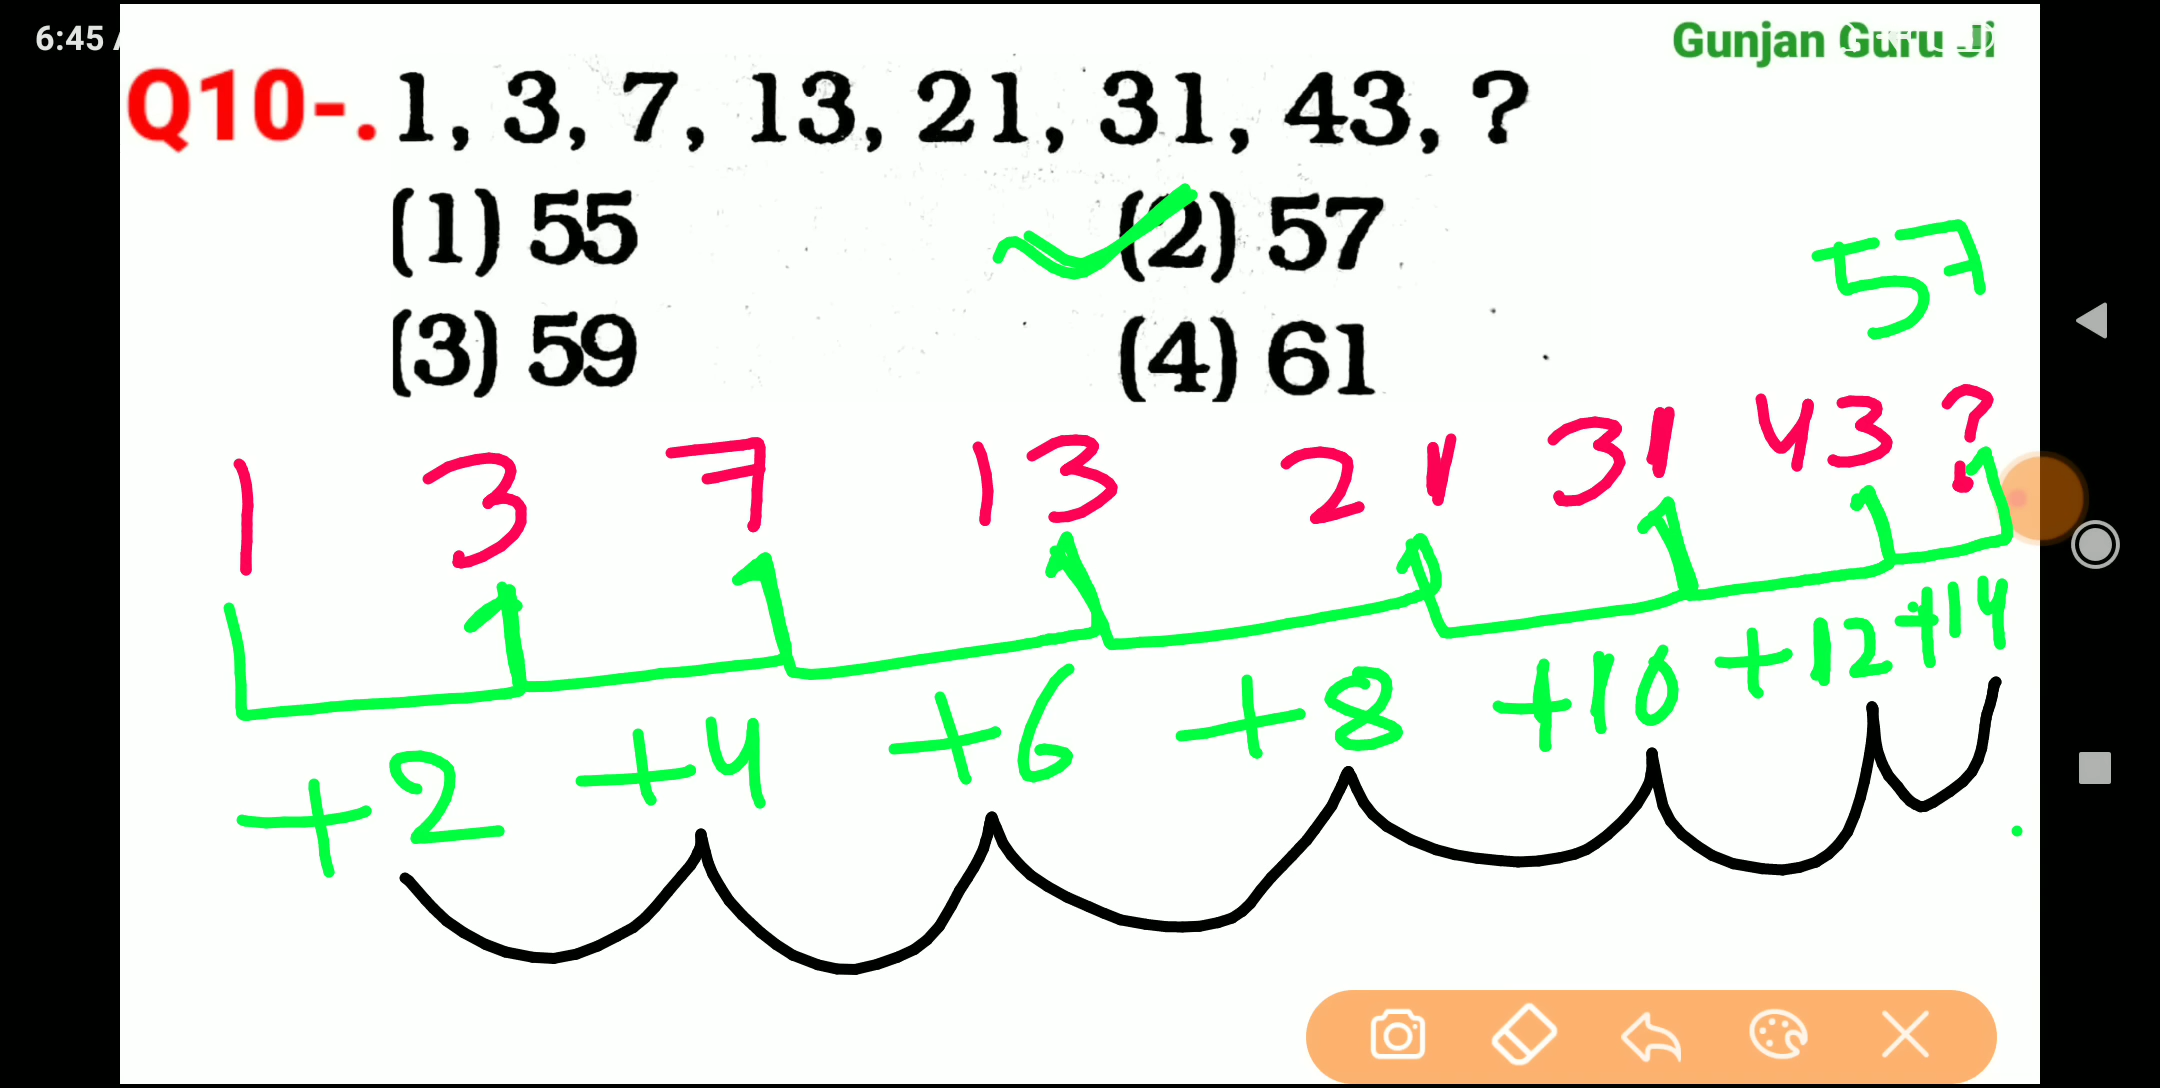 6:45
Gunjan Guru Ji
Q10-. 1, 3, 7, 13, 21, 31, 43, ?
(1) 55 (2) 57
(3) 59 (4) 61
57
1 3 7 13 21 31 43 ?
+2 +4 +6 +8 +10 +12 +14